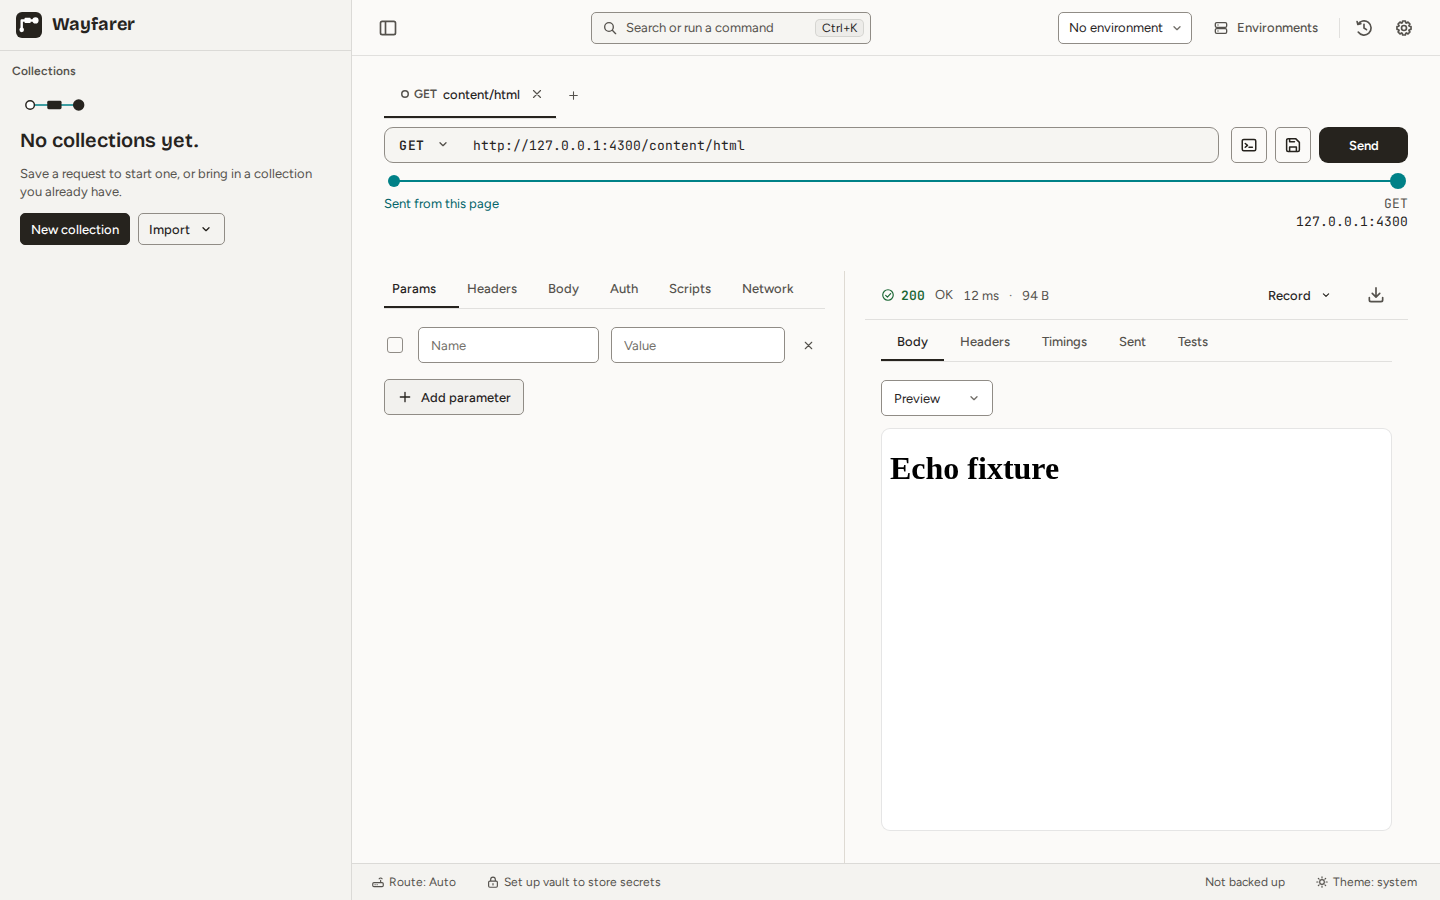 Wayfarer
Search or run a command
Ctrl+K
No environment
Environments
Collections
No collections yet.
Save a request to start one, or bring in a collection
you already have.
New collection
Import
GET content/html
GET
http://127.0.0.1:4300/content/html
Send
Sent from this page
GET
127.0.0.1:4300
Params
Headers
Body
Auth
Scripts
Network
Name
Value
Add parameter
200 OK 12 ms · 94 B
Record
Body
Headers
Timings
Sent
Tests
Preview
Echo fixture
Route: Auto
Set up vault to store secrets
Not backed up
Theme: system